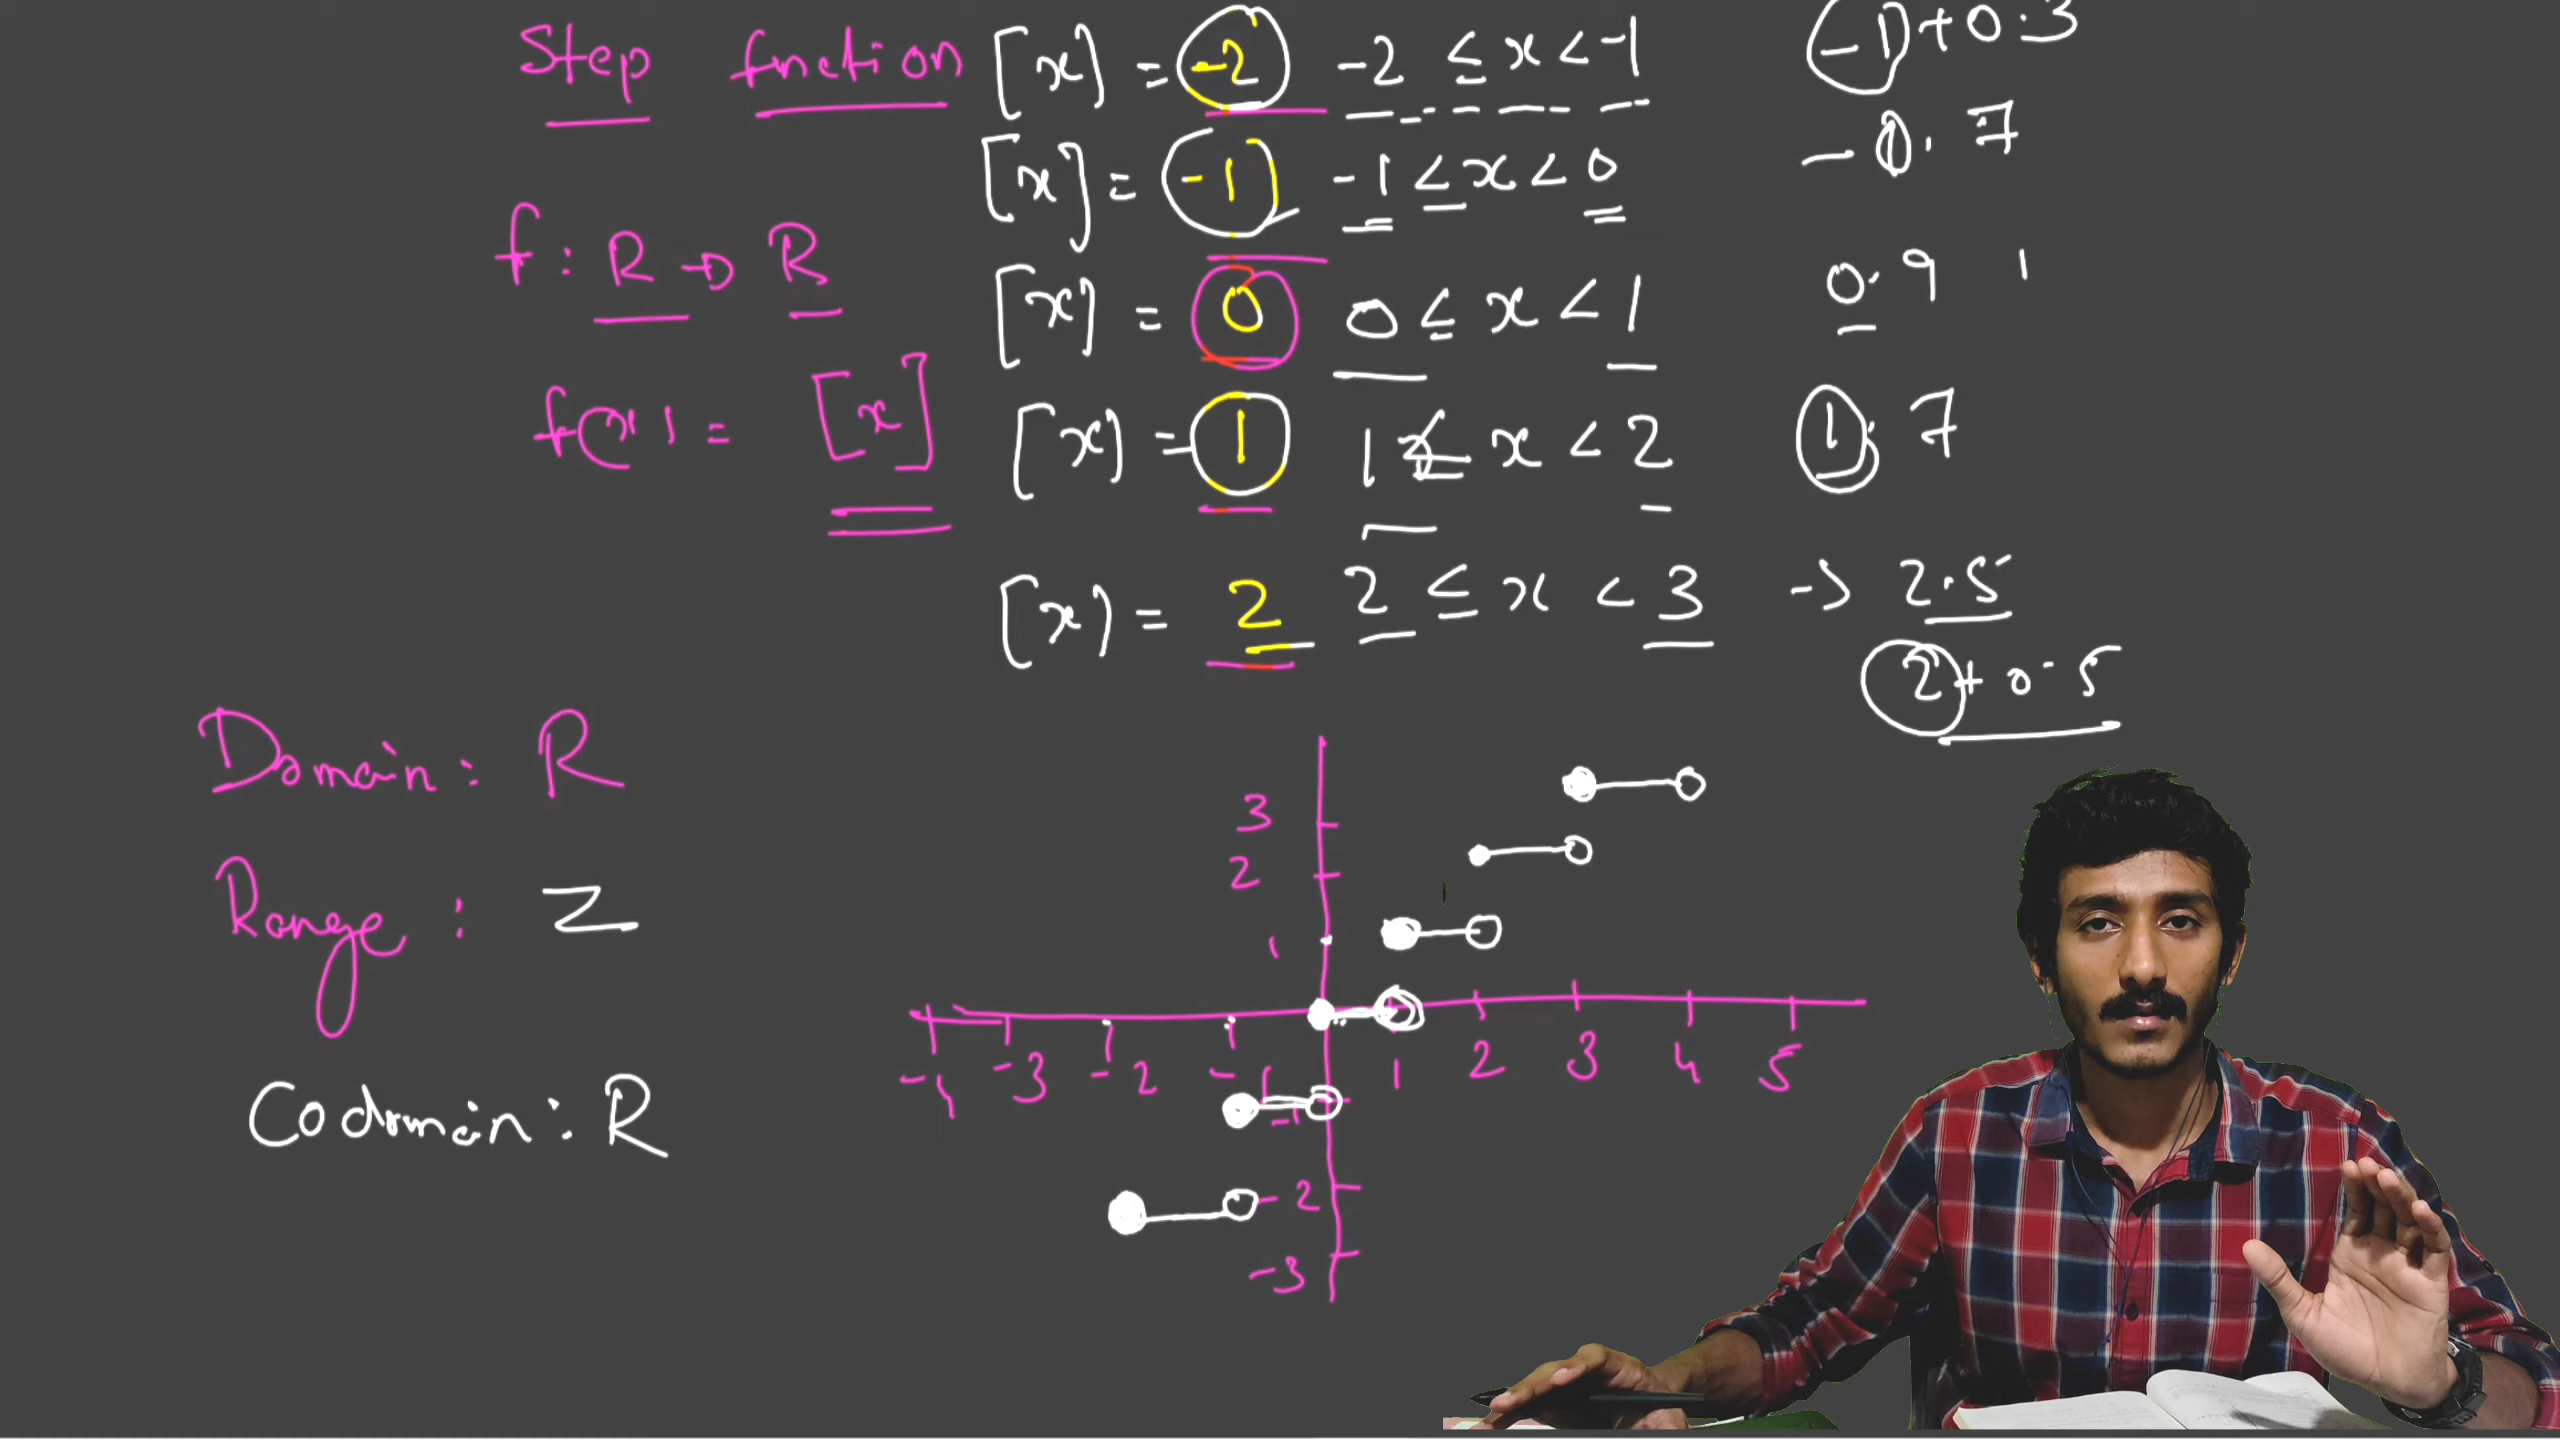 Step function
[x] = -2 -2 ≤ x < -1
-1+0.3
-0.7
[x] = -1 -1 ≤ x < 0
f: R → R
[x] = 0 0 ≤ x < 1
0.9 1
f(x) = [x]
[x] = 1 1 ≤ x < 2
1.7
[x] = 2 2 ≤ x < 3 → 2.5
2+0.5
Domain: R
Range: Z
Codomain: R
3
2
1
-4 -3 -2 -1 1 2 3 4 5
-1
-2
-3